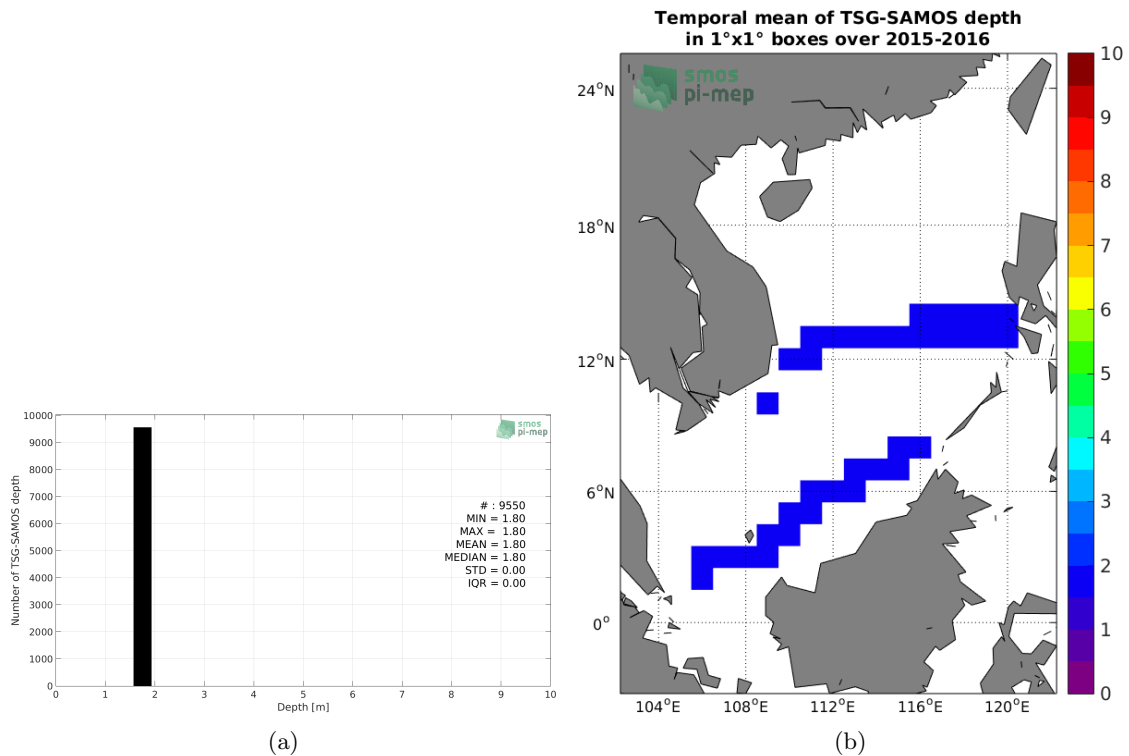 Temporal mean of TSG-SAMOS depth
in 1°x1° boxes over 2015-2016
smos
pi-mep
24°N
18°N
12°N
6°N
0°
104°E
108°E
112°E
116°E
120°E
10
9
8
7
6
5
4
3
2
1
0
10000
9000
8000
7000
6000
5000
4000
3000
2000
1000
0
Number of TSG-SAMOS depth
smos
pi-mep
# : 9550
MIN = 1.80
MAX = 1.80
MEAN = 1.80
MEDIAN = 1.80
STD = 0.00
IQR = 0.00
0 1 2 3 4 5 6 7 8 9 10
Depth [m]
(a)
(b)